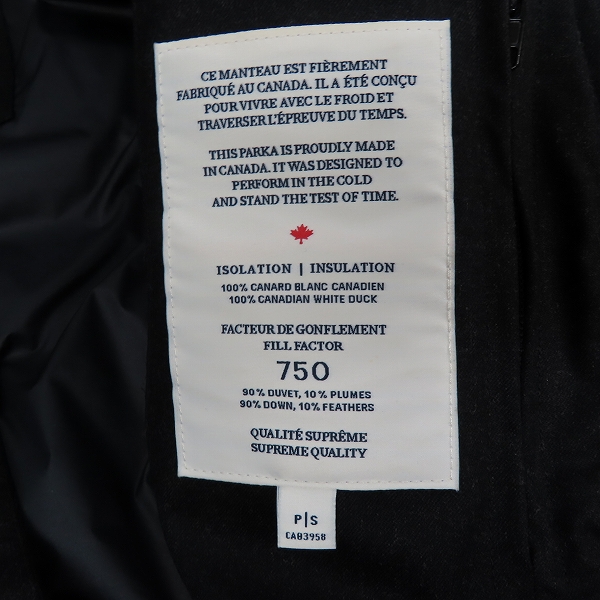 CE MANTEAU EST FIÈREMENT
FABRIQUÉ AU CANADA. IL A ÉTÉ CONÇU
POUR VIVRE AVEC LE FROID ET
TRAVERSER L'ÉPREUVE DU TEMPS.
THIS PARKA IS PROUDLY MADE
IN CANADA. IT WAS DESIGNED TO
PERFORM IN THE COLD
AND STAND THE TEST OF TIME.
ISOLATION | INSULATION
100% CANARD BLANC CANADIEN
100% CANADIAN WHITE DUCK
FACTEUR DE GONFLEMENT
FILL FACTOR
750
90% DUVET, 10% PLUMES
90% DOWN, 10% FEATHERS
QUALITÉ SUPRÊME
SUPREME QUALITY
P|S
CA83958